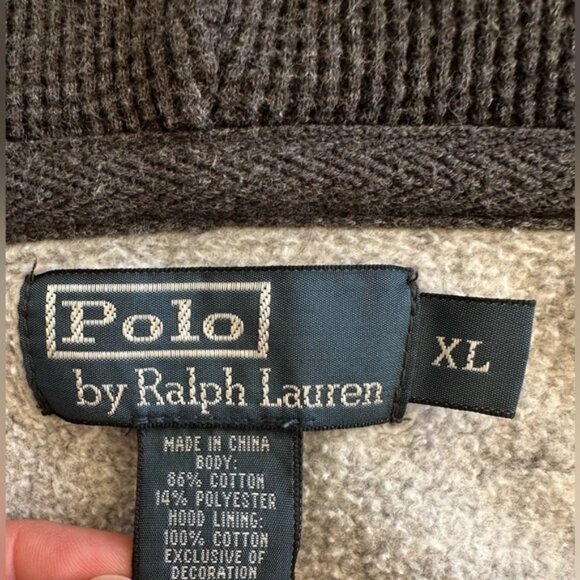 Polo
by Ralph Lauren
XL
MADE IN CHINA
BODY:
86% COTTON
14% POLYESTER
HOOD LINING:
100% COTTON
EXCLUSIVE OF
DECORATION